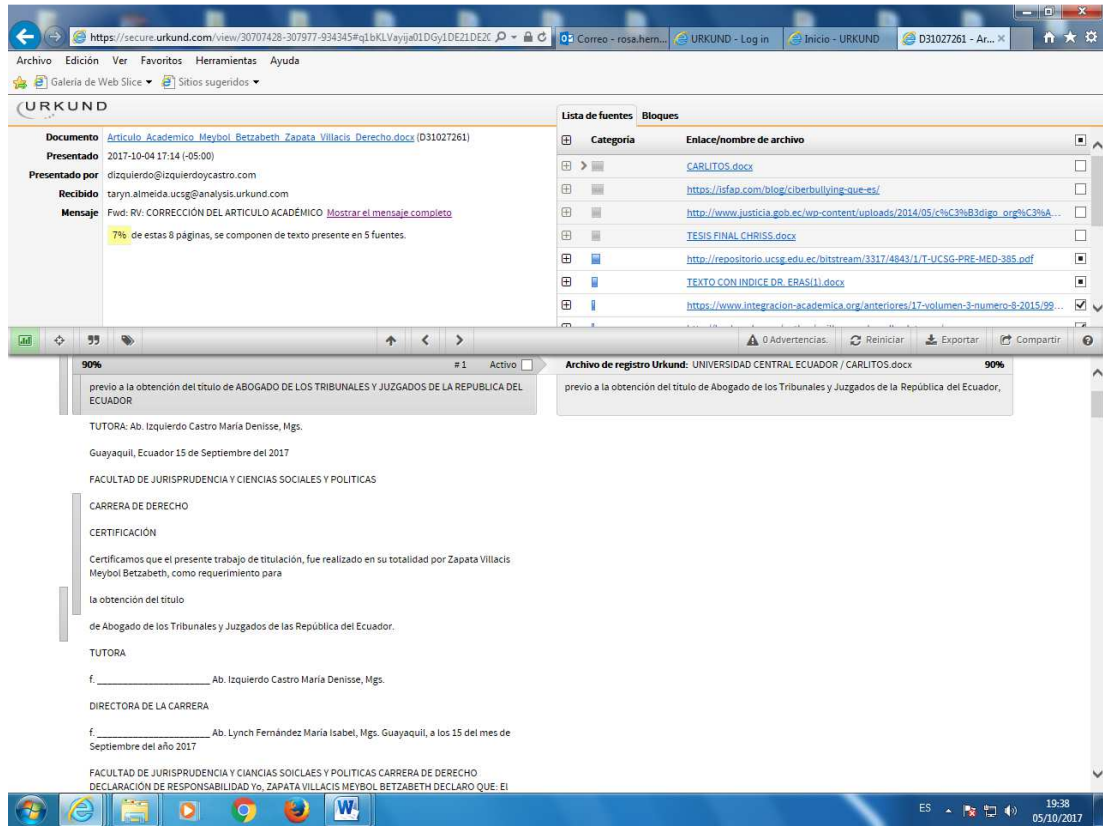 https://secure.urkund.com/view/30707428-307977-934345#q1bKLVayija01DGy1DE21DE2
Correo - rosa.hern...
URKUND - Log in
Inicio - URKUND
D31027261 - Ar...
Archivo Edición Ver Favoritos Herramientas Ayuda
Galería de Web Slice
Sitios sugeridos
URKUND
Documento Articulo Academico Meybol Betzabeth Zapata Villacis Derecho.docx (D31027261)
Presentado 2017-10-04 17:14 (-05:00)
Presentado por dizquierdo@izquierdoycastro.com
Recibido taryn.almeida.ucsg@analysis.urkund.com
Mensaje Fwd: RV: CORRECCIÓN DEL ARTICULO ACADÉMICO Mostrar el mensaje completo
7% de estas 8 páginas, se componen de texto presente en 5 fuentes.
Lista de fuentes Bloques
Categoría Enlace/nombre de archivo
CARLITOS.docx
https://isfap.com/blog/ciberbullying-que-es/
http://www.justicia.gob.ec/wp-content/uploads/2014/05/c%C3%B3digo_org%C3%A...
TESIS FINAL CHRISS.docx
http://repositorio.ucsg.edu.ec/bitstream/3317/4843/1/T-UCSG-PRE-MED-385.pdf
TEXTO CON INDICE DR. ERAS(1).docx
https://www.integracion-academica.org/anteriores/17-volumen-3-numero-8-2015/99...
0 Advertencias. Reiniciar Exportar Compartir
90% #1 Activo
previo a la obtención del título de ABOGADO DE LOS TRIBUNALES Y JUZGADOS DE LA REPUBLICA DEL
ECUADOR
TUTORA: Ab. Izquierdo Castro María Denisse, Mgs.
Guayaquil, Ecuador 15 de Septiembre del 2017
FACULTAD DE JURISPRUDENCIA Y CIENCIAS SOCIALES Y POLITICAS
CARRERA DE DERECHO
CERTIFICACIÓN
Certificamos que el presente trabajo de titulación, fue realizado en su totalidad por Zapata Villacis
Meybol Betzabeth, como requerimiento para
la obtención del título
de Abogado de los Tribunales y Juzgados de las República del Ecuador.
TUTORA
f. ______________________ Ab. Izquierdo Castro María Denisse, Mgs.
DIRECTORA DE LA CARRERA
f. ______________________ Ab. Lynch Fernández María Isabel, Mgs. Guayaquil, a los 15 del mes de
Septiembre del año 2017
FACULTAD DE JURISPRUDENCIA Y CIANCIAS SOICLAES Y POLITICAS CARRERA DE DERECHO
DECLARACIÓN DE RESPONSABILIDAD Yo, ZAPATA VILLACIS MEYBOL BETZABETH DECLARO QUE: El
Archivo de registro Urkund: UNIVERSIDAD CENTRAL ECUADOR / CARLITOS.docx 90%
previo a la obtención del título de Abogado de los Tribunales y Juzgados de la República del Ecuador,
ES
19:38
05/10/2017